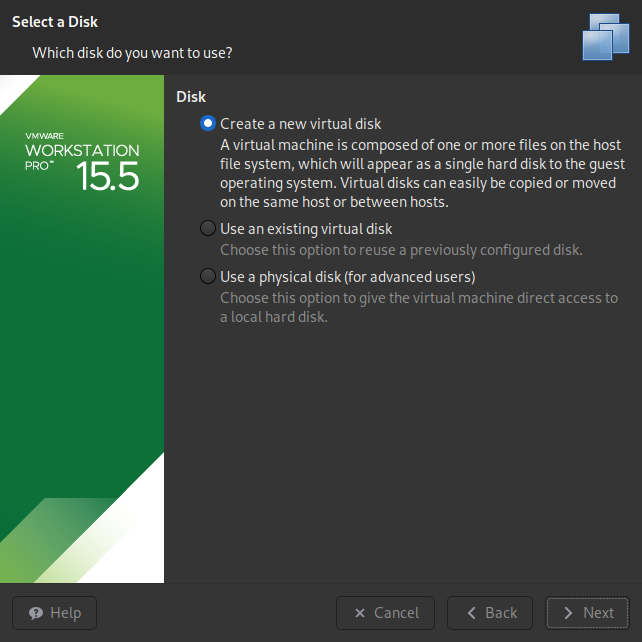 Select a Disk
Which disk do you want to use?
VMWARE
WORKSTATION
PRO™
15.5
Disk
Create a new virtual disk
A virtual machine is composed of one or more files on the host
file system, which will appear as a single hard disk to the guest
operating system. Virtual disks can easily be copied or moved
on the same host or between hosts.
Use an existing virtual disk
Choose this option to reuse a previously configured disk.
Use a physical disk (for advanced users)
Choose this option to give the virtual machine direct access to
a local hard disk.
Help
Cancel
Back
Next